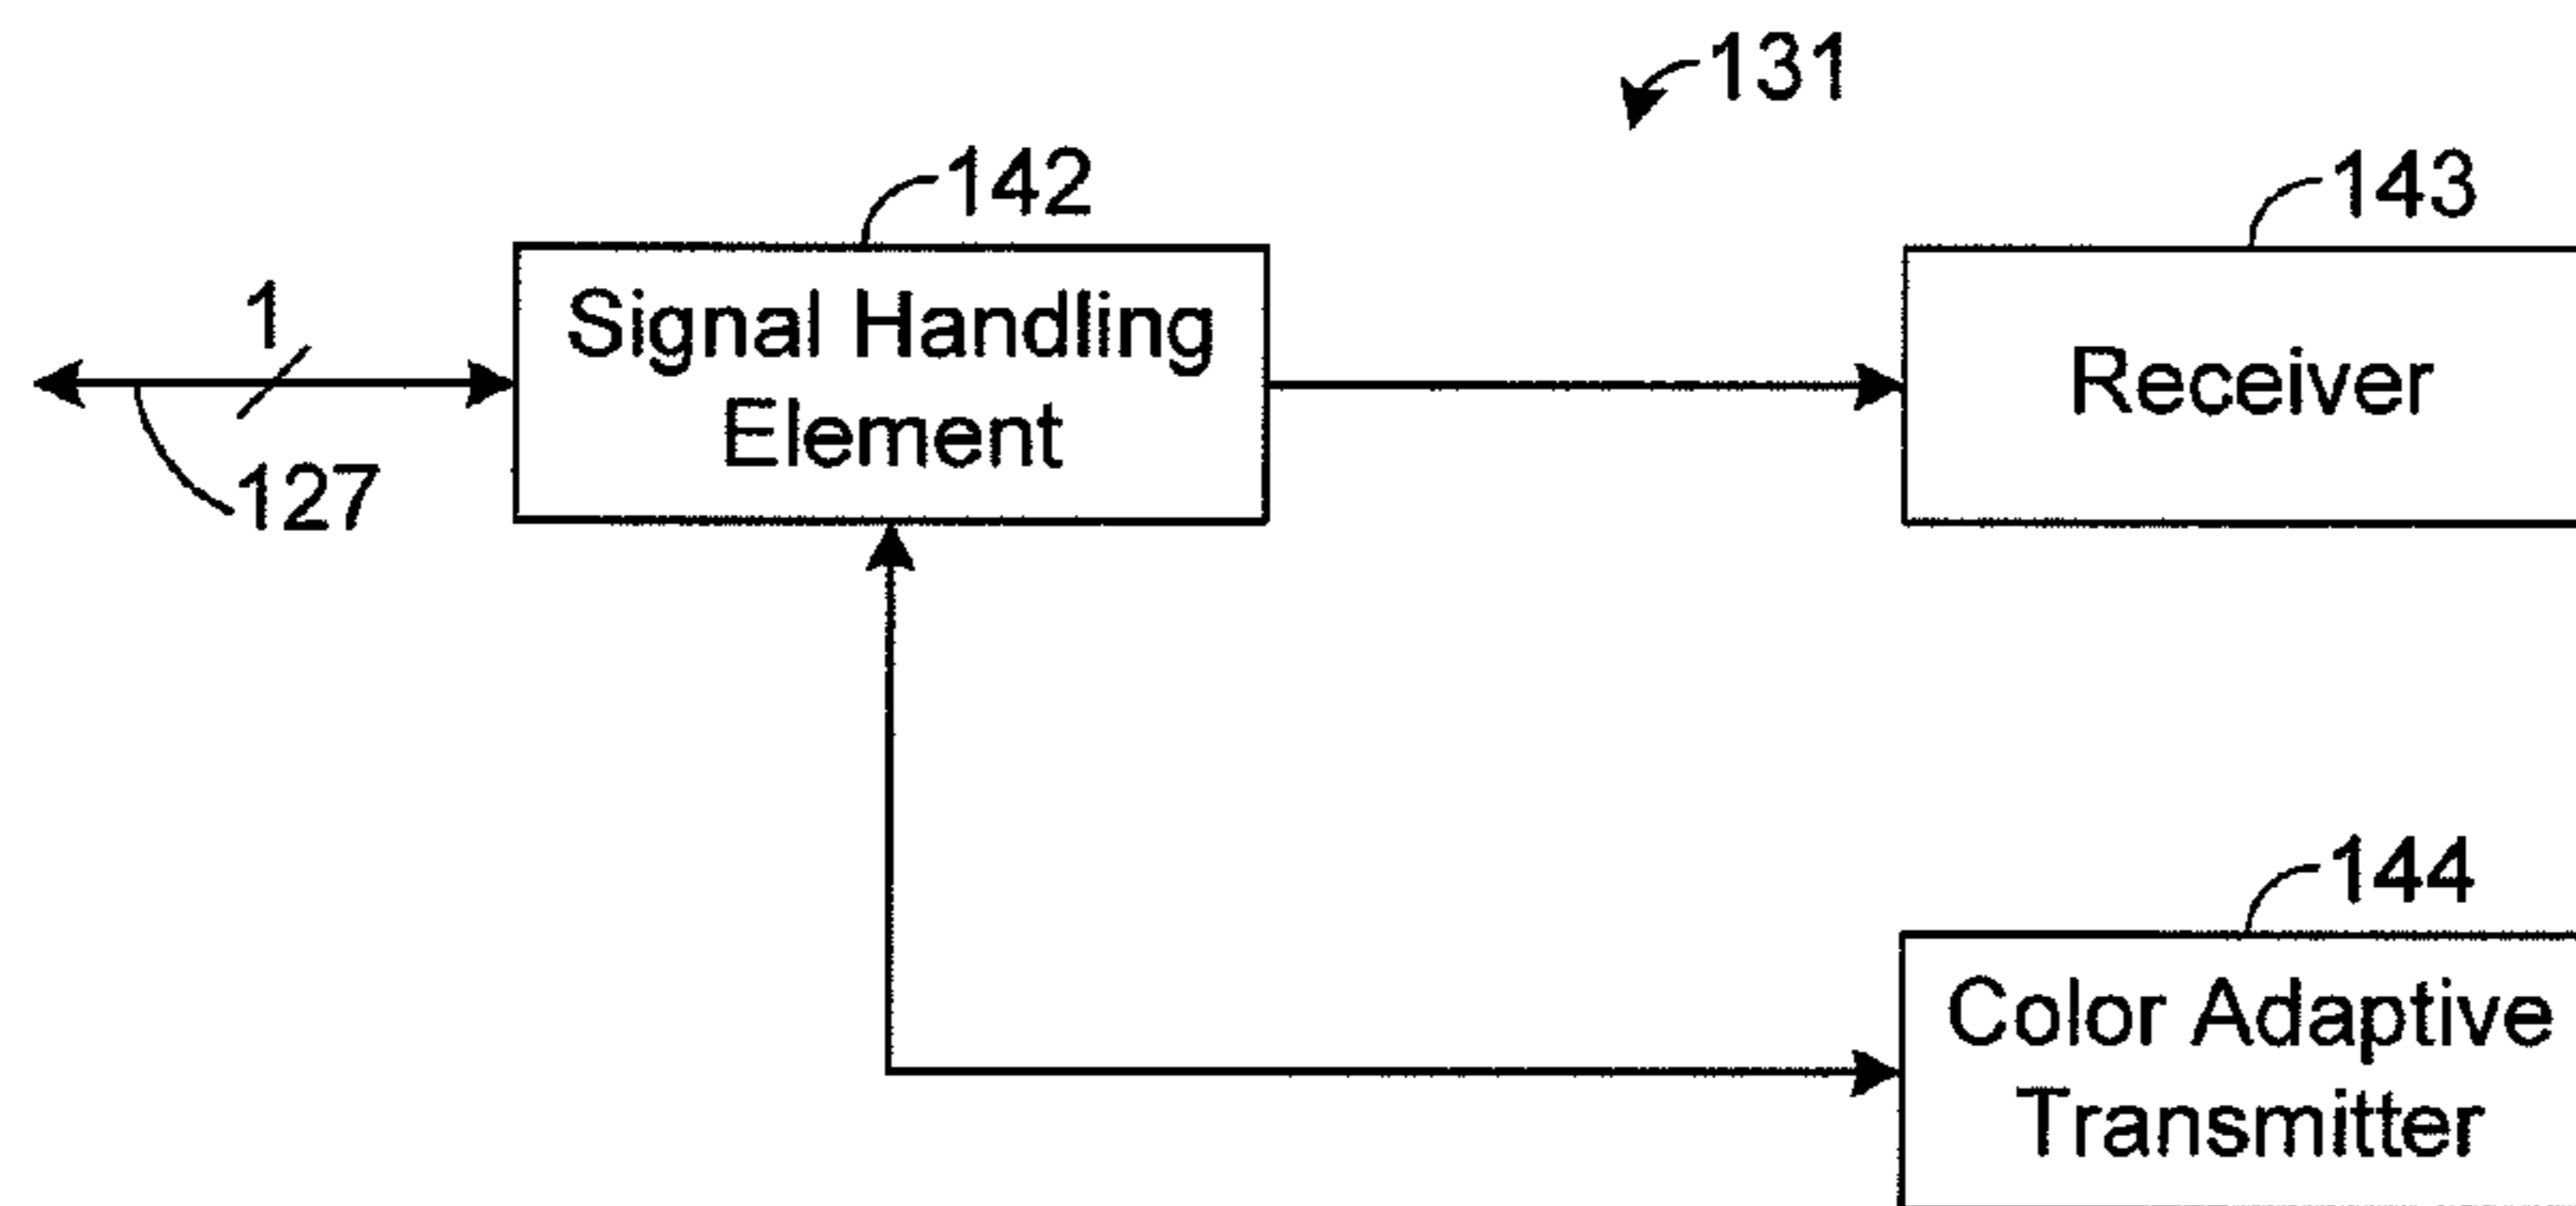 131
142
143
1
Signal Handling
Element
Receiver
127
144
Color Adaptive
Transmitter